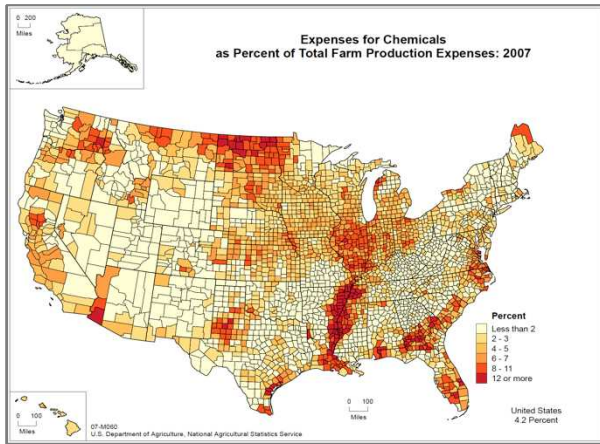 0 200
Miles
Expenses for Chemicals
as Percent of Total Farm Production Expenses: 2007
Percent
Less than 2
2 - 3
4 - 5
6 - 7
8 - 11
12 or more
0 100
Miles
0 100
Miles
United States
4.2 Percent
07-M060
U.S. Department of Agriculture, National Agricultural Statistics Service